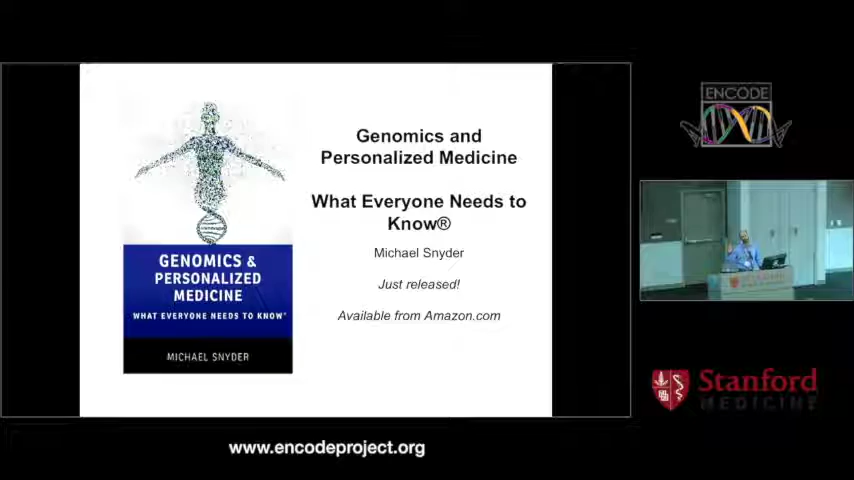 GENOMICS &
PERSONALIZED
MEDICINE
WHAT EVERYONE NEEDS TO KNOW®
MICHAEL SNYDER
Genomics and
Personalized Medicine
What Everyone Needs to
Know®
Michael Snyder
Just released!
Available from Amazon.com
ENCODE
Stanford
MEDICINE
www.encodeproject.org